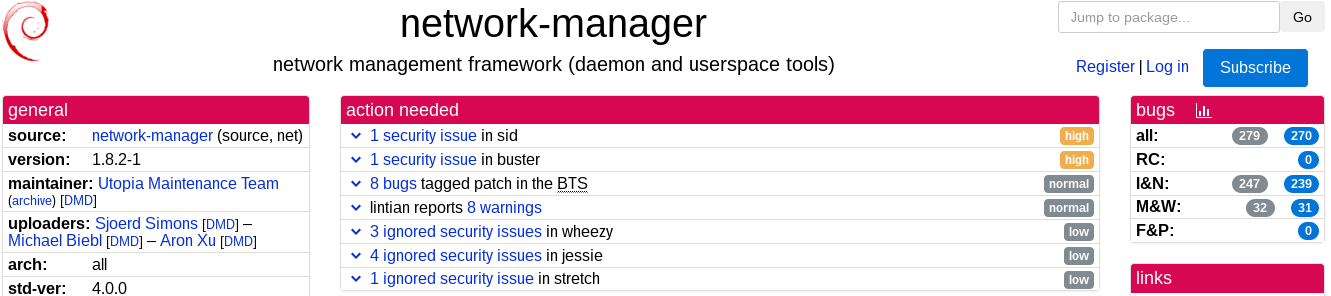 network-manager
Jump to package...
Go
network management framework (daemon and userspace tools)
Register | Log in
Subscribe
general
source: network-manager (source, net)
version: 1.8.2-1
maintainer: Utopia Maintenance Team
(archive) [DMD]
uploaders: Sjoerd Simons [DMD] –
Michael Biebl [DMD] – Aron Xu [DMD]
arch: all
std-ver: 4.0.0
action needed
1 security issue in sid high
1 security issue in buster high
8 bugs tagged patch in the BTS normal
lintian reports 8 warnings normal
3 ignored security issues in wheezy low
4 ignored security issues in jessie low
1 ignored security issue in stretch low
bugs
all: 279 270
RC: 0
I&N: 247 239
M&W: 32 31
F&P: 0
links